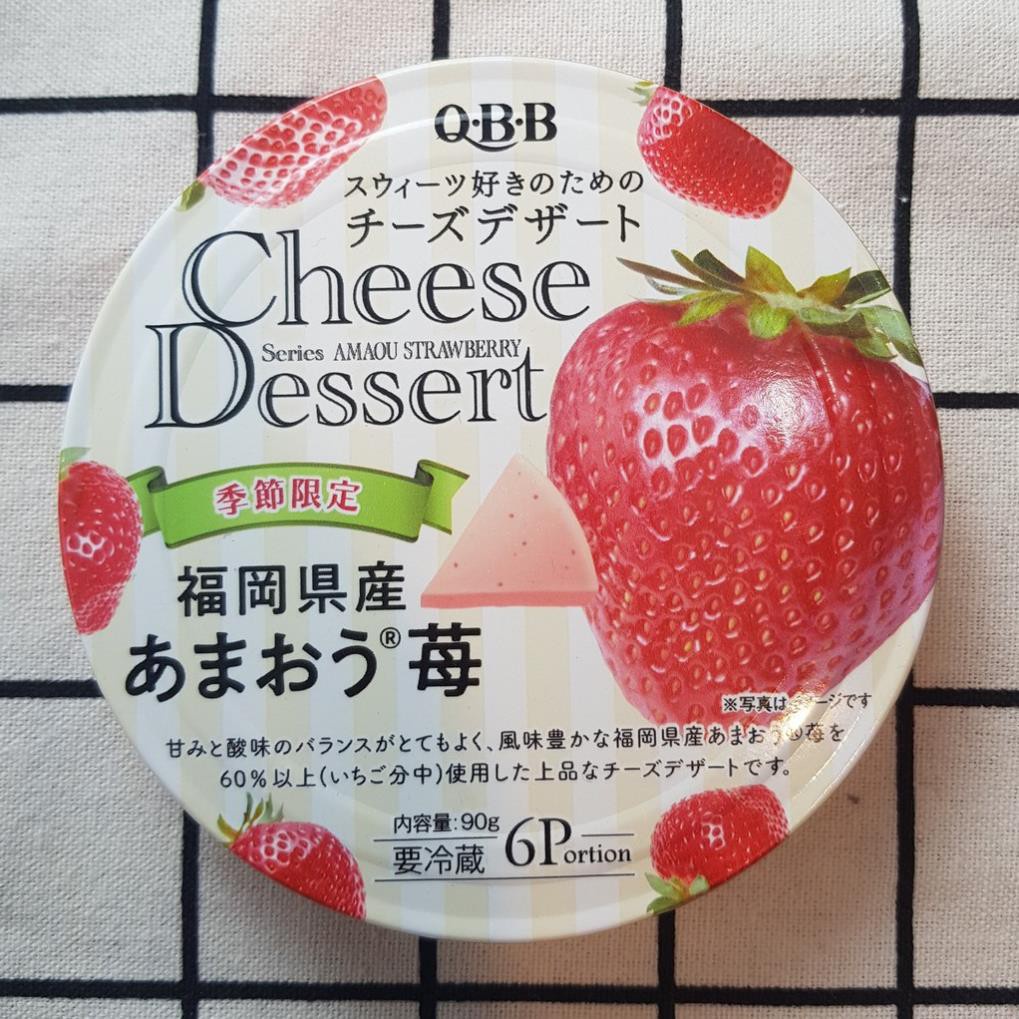 Q·B·B
スウィーツ好きのための
チーズデザート
Cheese
Series AMAOU STRAWBERRY
Dessert
季節限定
福岡県産
あまおう®苺
※写真は ージです
甘みと酸味のバランスがとてもよく、風味豊かな福岡県産あまおう®苺を
60%以上(いちご分中)使用した上品なチーズデザートです。
内容量:90g
要冷蔵
6Portion